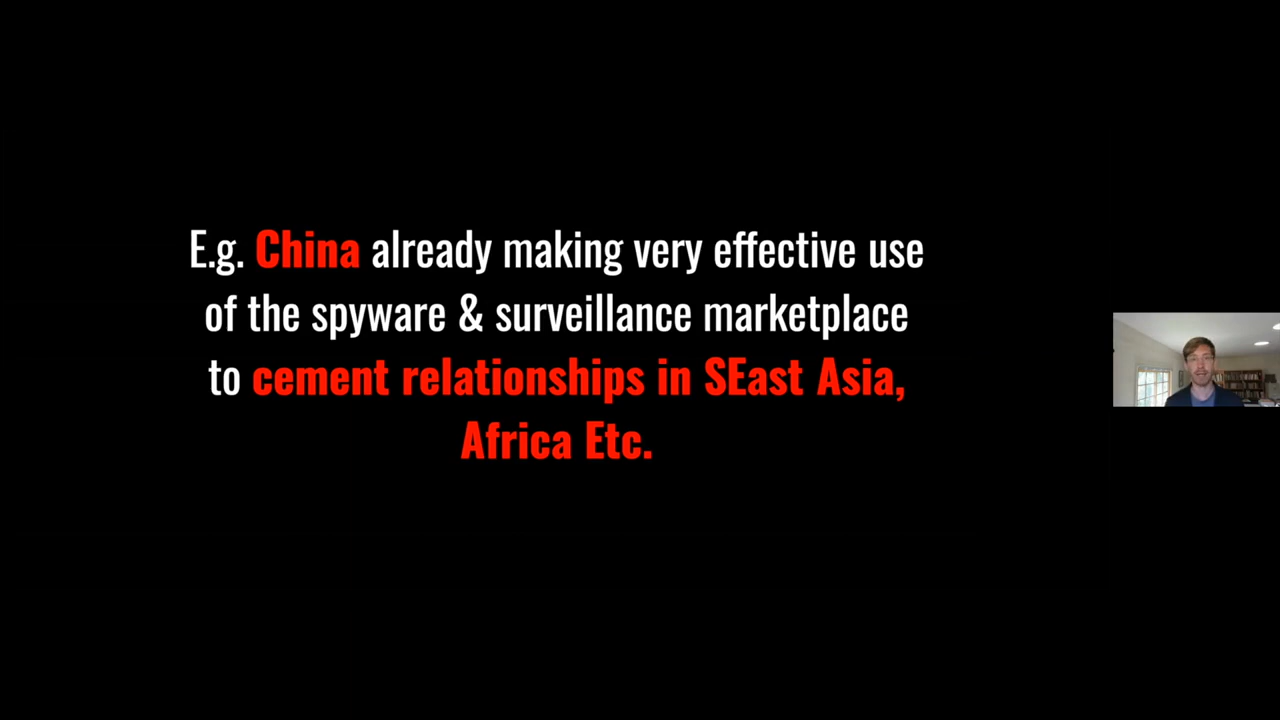 E.g. China already making very effective use
of the spyware & surveillance marketplace
to cement relationships in SEast Asia,
Africa Etc.